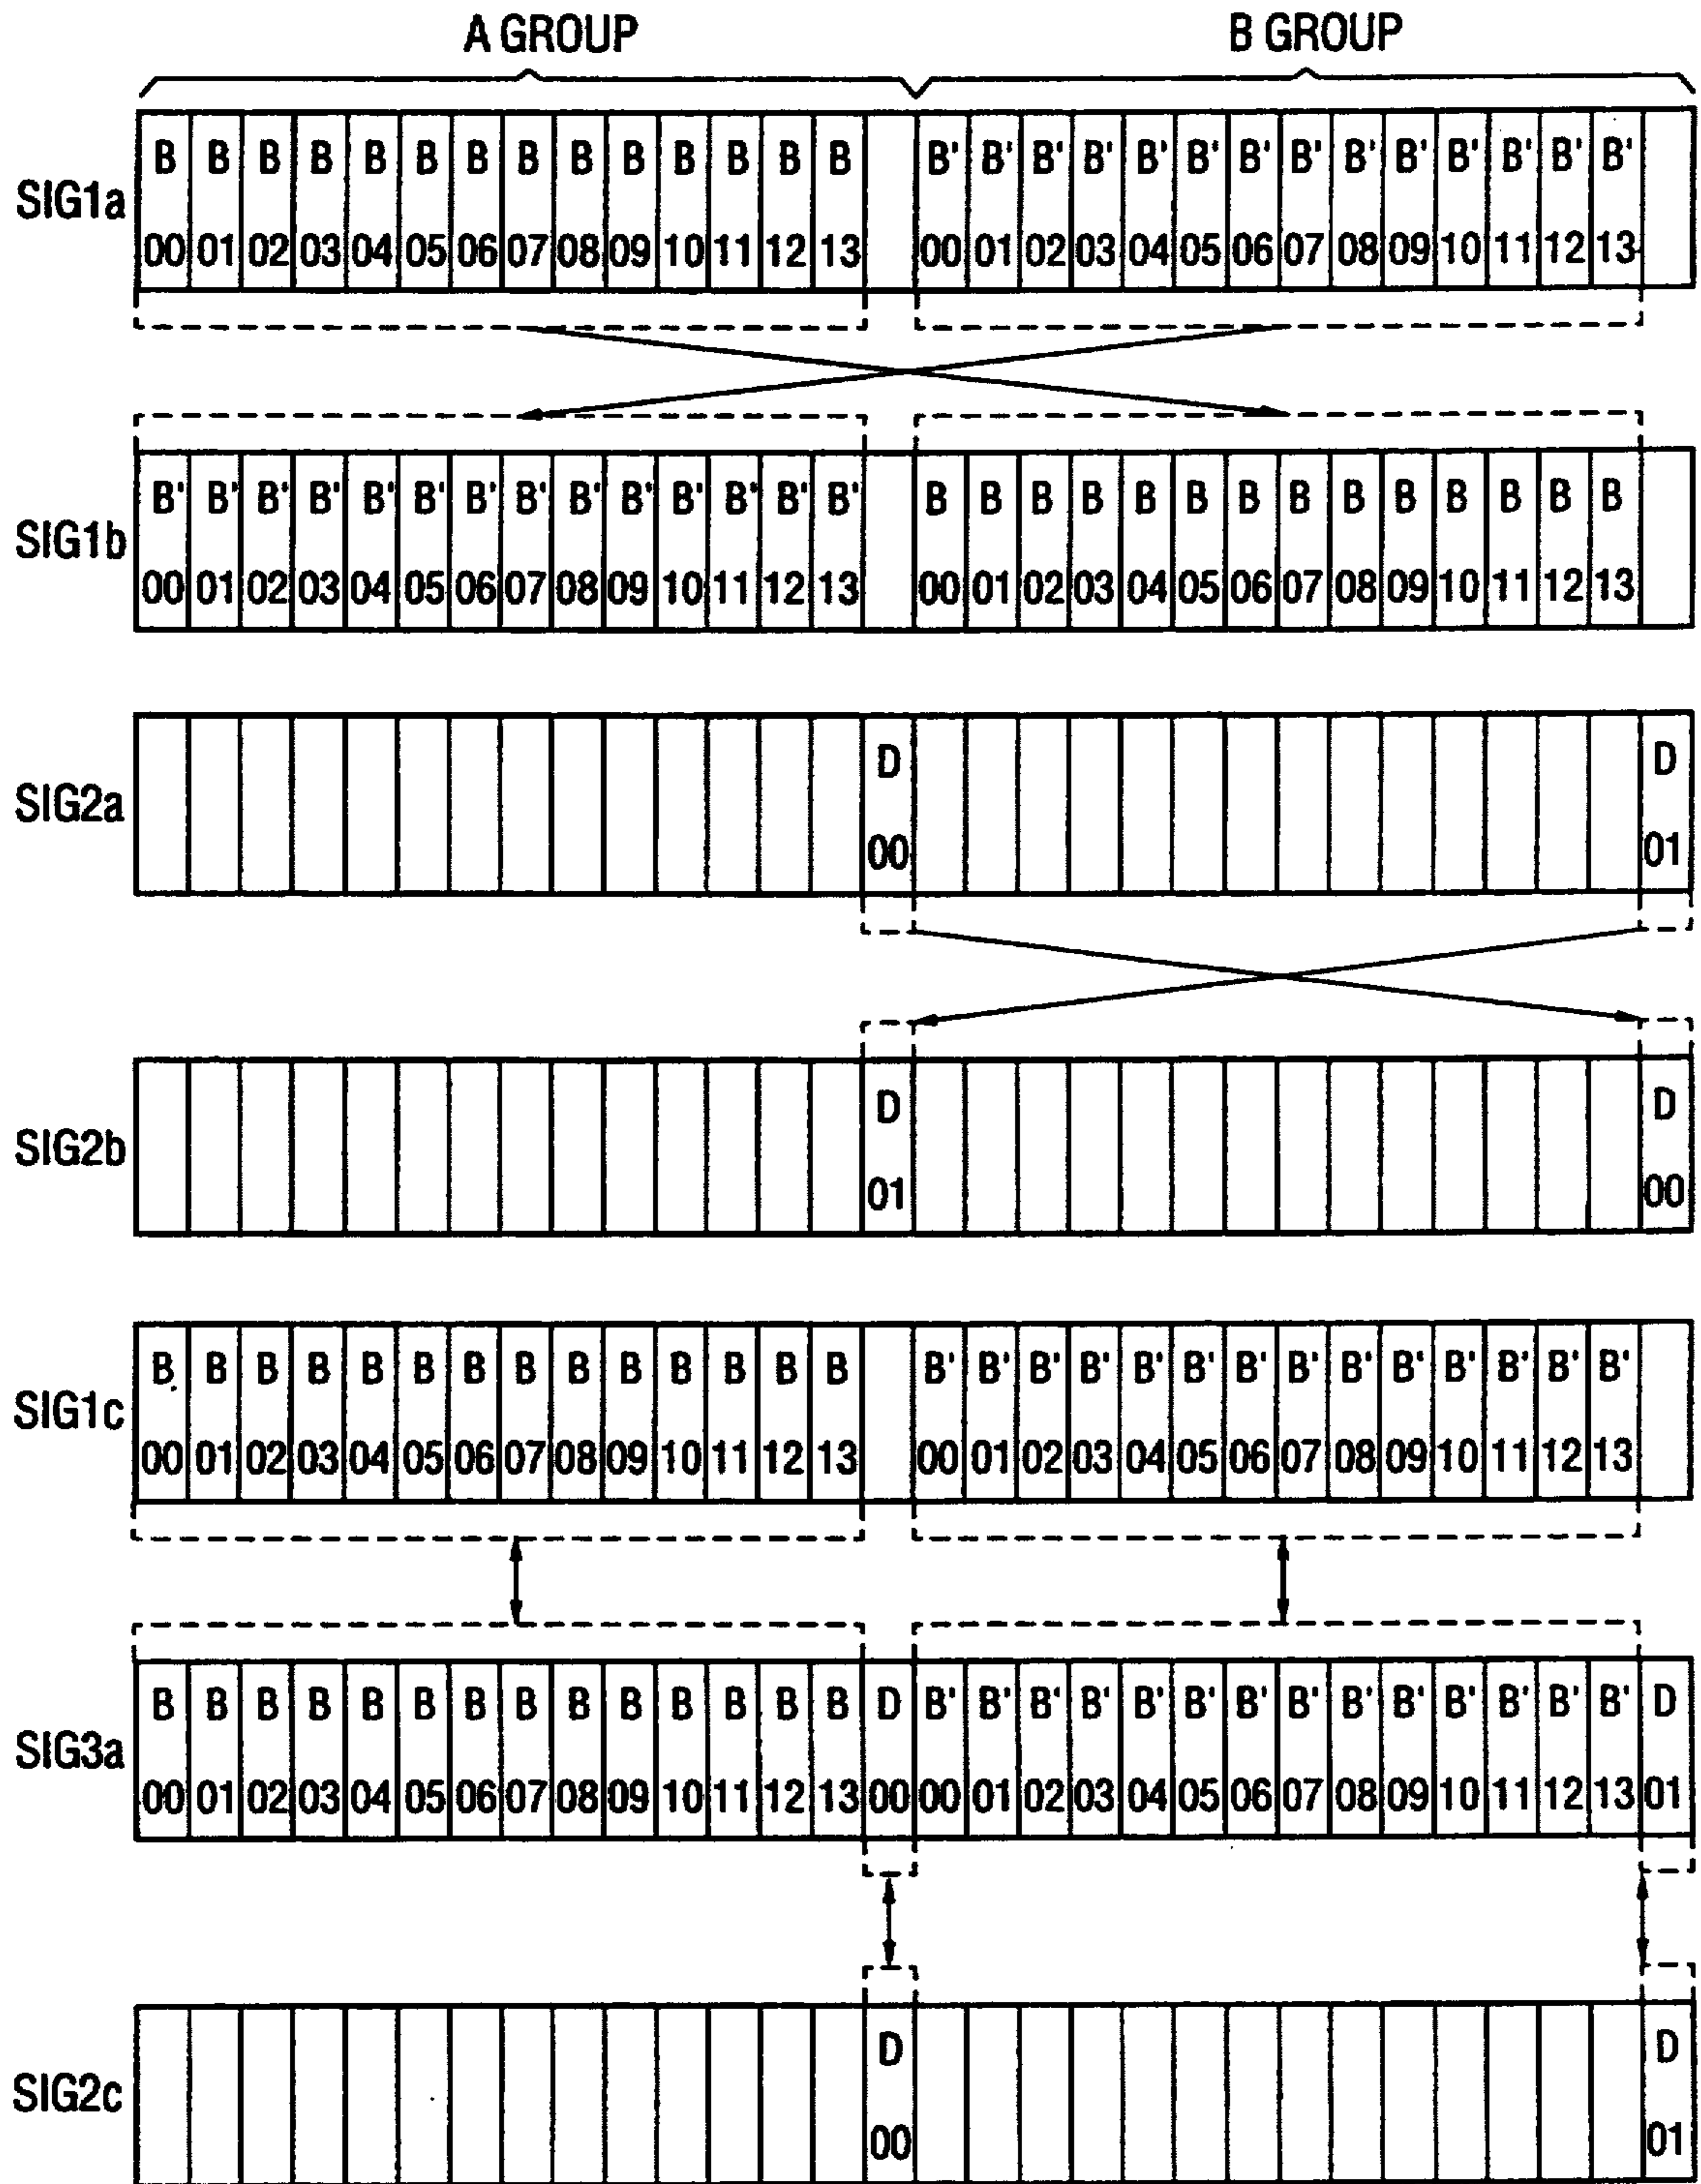 A GROUP B GROUP
B B B B B B B B B B B B B B B' B' B' B' B' B' B' B' B' B' B' B' B' B'
SIG1a
00 01 02 03 04 05 06 07 08 09 10 11 12 13 00 01 02 03 04 05 06 07 08 09 10 11 12 13
B' B' B' B' B' B' B' B' B' B' B' B' B' B' B B B B B B B B B B B B B B
SIG1b
00 01 02 03 04 05 06 07 08 09 10 11 12 13 00 01 02 03 04 05 06 07 08 09 10 11 12 13
D D
SIG2a
00 01
D D
SIG2b
01 00
B B B B B B B B B B B B B B B' B' B' B' B' B' B' B' B' B' B' B' B' B'
SIG1c
00 01 02 03 04 05 06 07 08 09 10 11 12 13 00 01 02 03 04 05 06 07 08 09 10 11 12 13
B B B B B B B B B B B B B B D B' B' B' B' B' B' B' B' B' B' B' B' B' B' D
SIG3a
00 01 02 03 04 05 06 07 08 09 10 11 12 13 00 00 01 02 03 04 05 06 07 08 09 10 11 12 13 01
D D
SIG2c
00 01